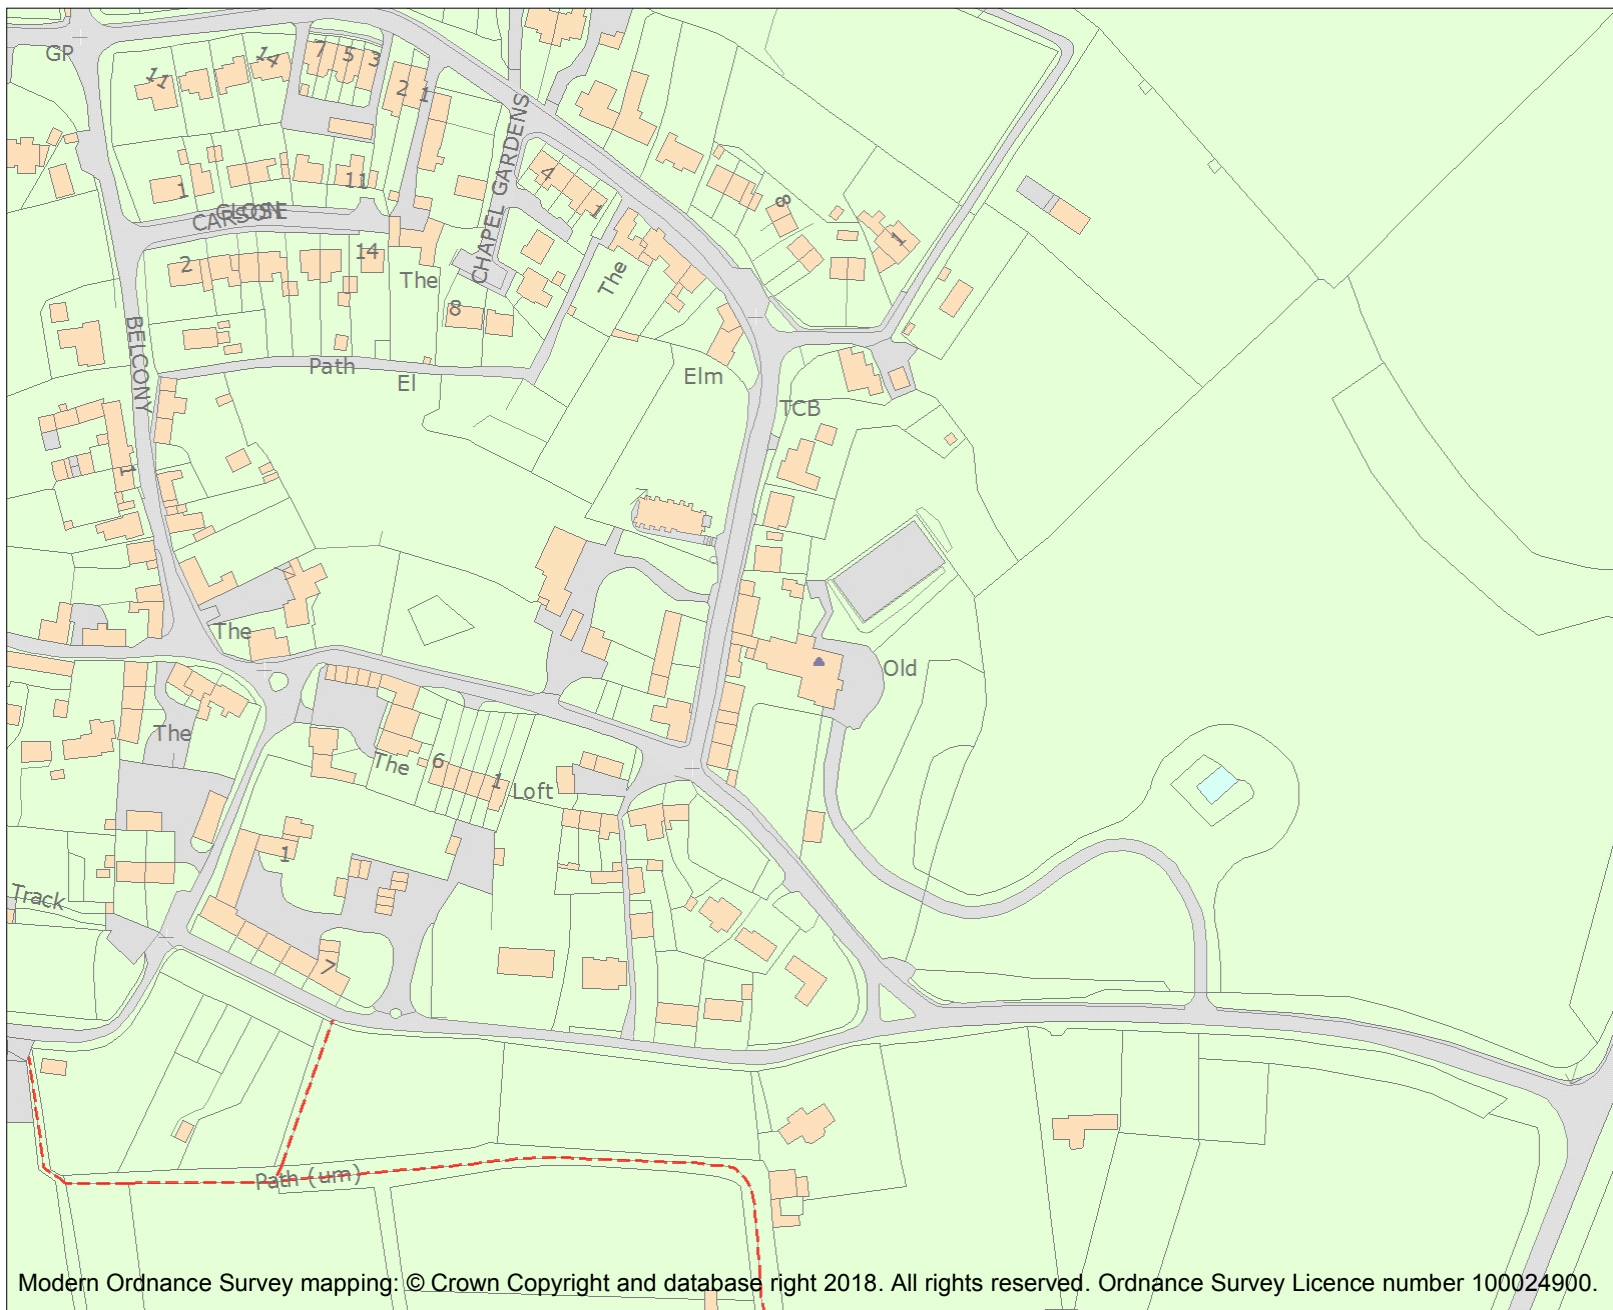 GP
11
14
7
5
3
2
1
CHAPEL GARDENS
4
1
8
1
1
11
CARSON
CLOSE
2
14
The
The
8
BELCONY
Path
El
Elm
TCB
1
7
The
Old
The
The
6
1
Loft
1
Track
7
Path (um)
Modern Ordnance Survey mapping: © Crown Copyright and database right 2018. All rights reserved. Ordnance Survey Licence number 100024900.